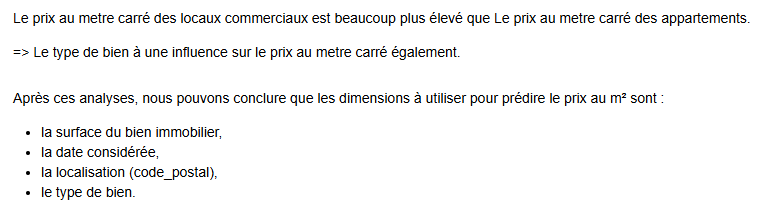 Le prix au metre carré des locaux commerciaux est beaucoup plus élevé que Le prix au metre carré des appartements.
=> Le type de bien à une influence sur le prix au metre carré également.
Après ces analyses, nous pouvons conclure que les dimensions à utiliser pour prédire le prix au m² sont :
• la surface du bien immobilier,
• la date considérée,
• la localisation (code_postal),
• le type de bien.